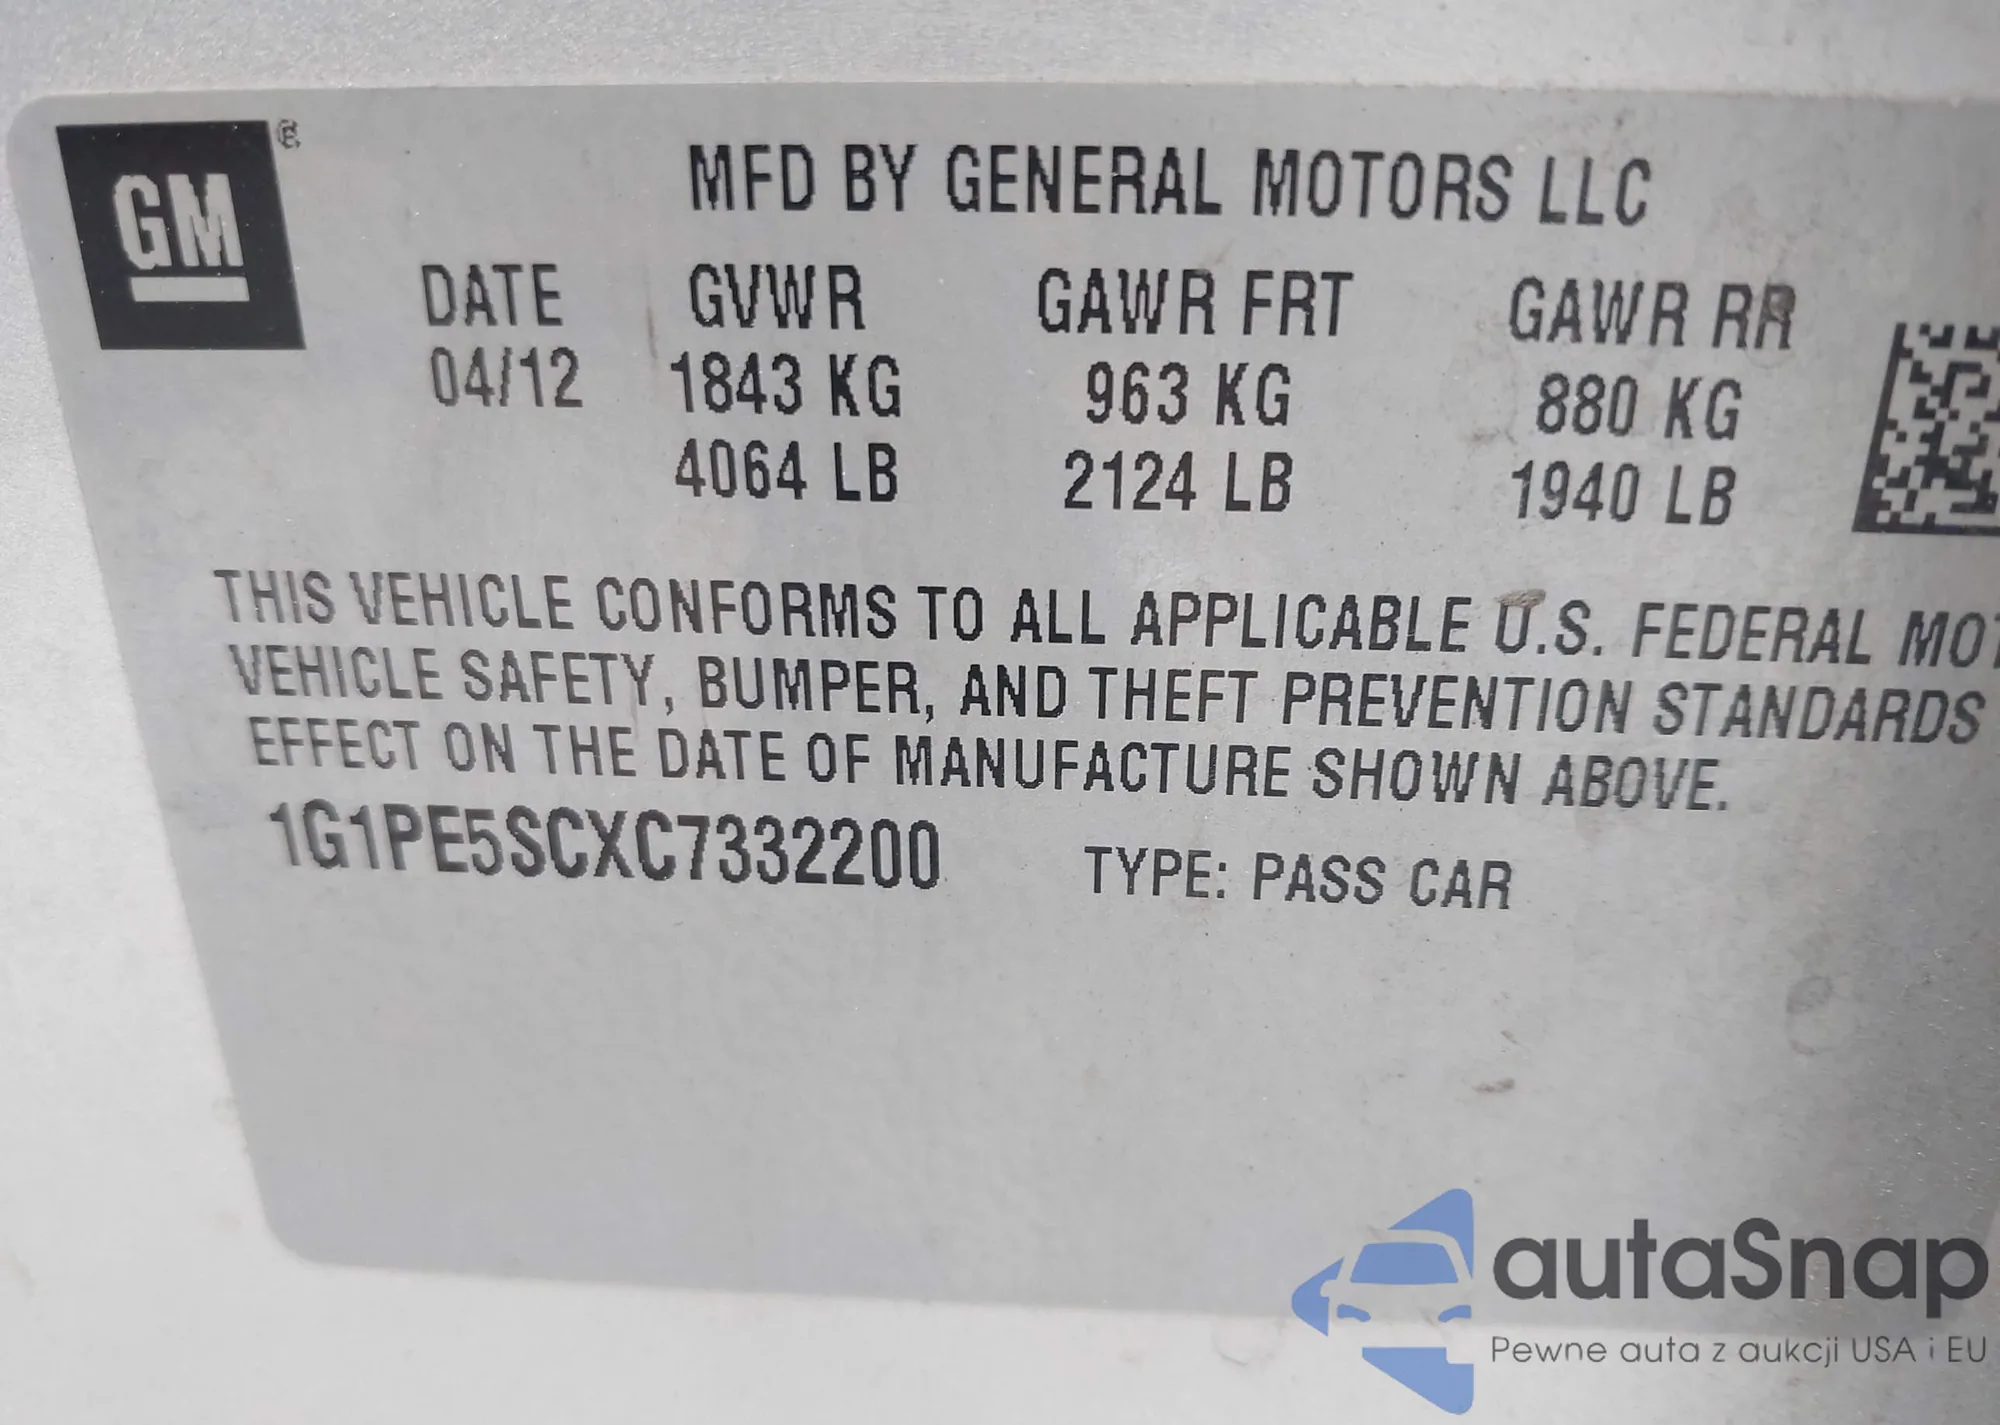 GM ®
MFD BY GENERAL MOTORS LLC
DATE GVWR GAWR FRT GAWR RR
04/12 1843 KG 963 KG 880 KG
4064 LB 2124 LB 1940 LB
THIS VEHICLE CONFORMS TO ALL APPLICABLE U.S. FEDERAL
VEHICLE SAFETY, BUMPER, AND THEFT PREVENTION STANDARDS
EFFECT ON THE DATE OF MANUFACTURE SHOWN ABOVE.
1G1PE5SCXC7332200 TYPE: PASS CAR
autaSnap
Pewne auta z aukcji USA i EU